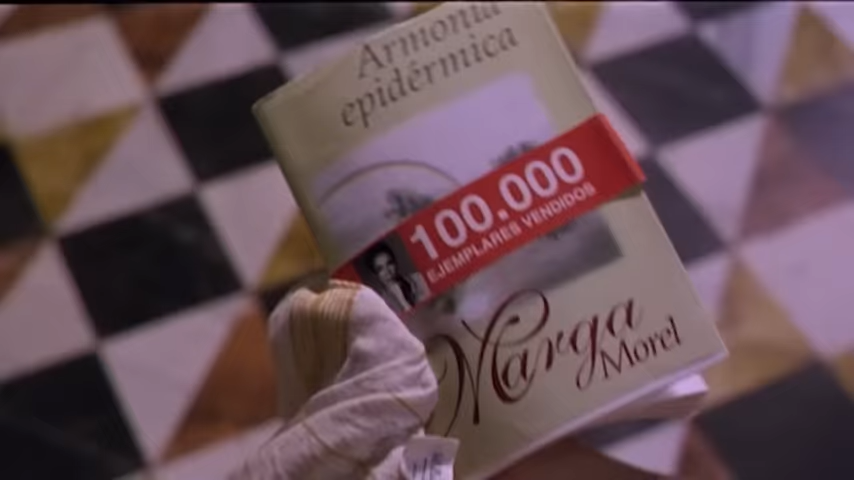 Armonía
epidérmica
100.000
EJEMPLARES VENDIDOS
Marga
Morel